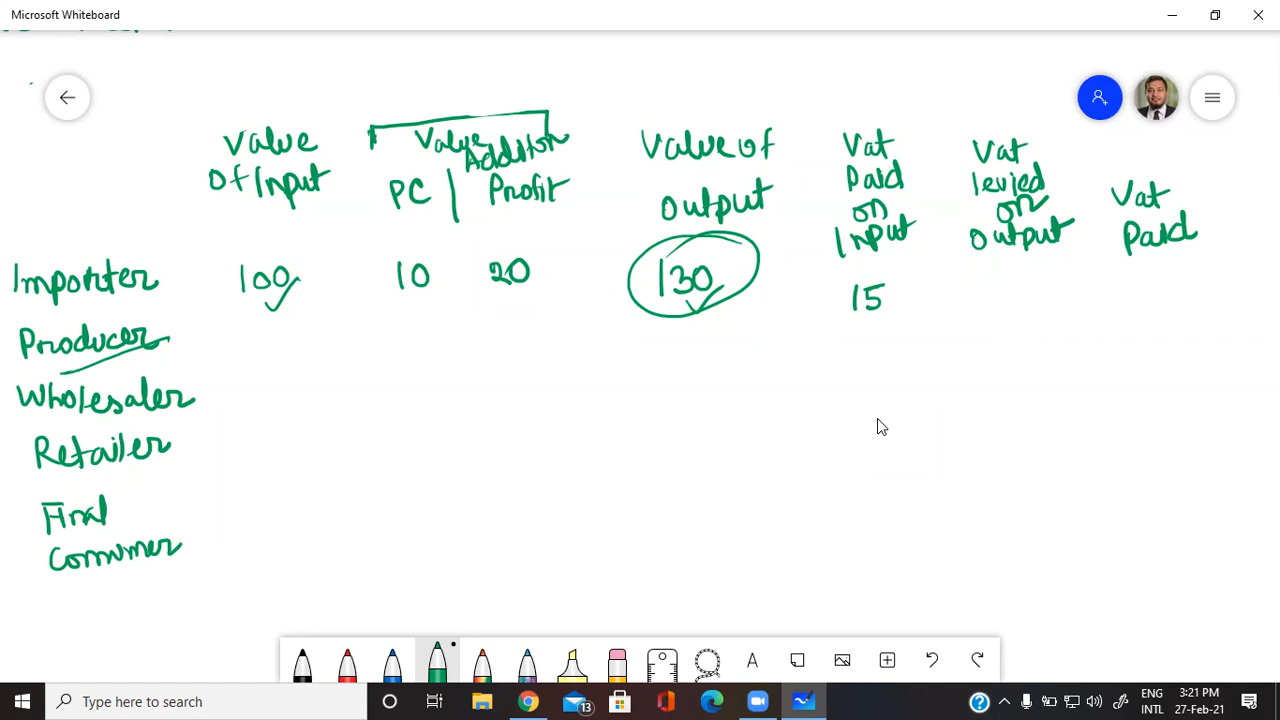 Microsoft Whiteboard
Value Of Input
Value Addition
PC | Profit
Value of Output
Vat Paid on Input
Vat levied on Output
Vat Paid
Importer 100 10 20 130 15
Producer
Wholesaler
Retailer
Final Consumer
A
Type here to search
13
ENG
INTL
3:21 PM
27-Feb-21